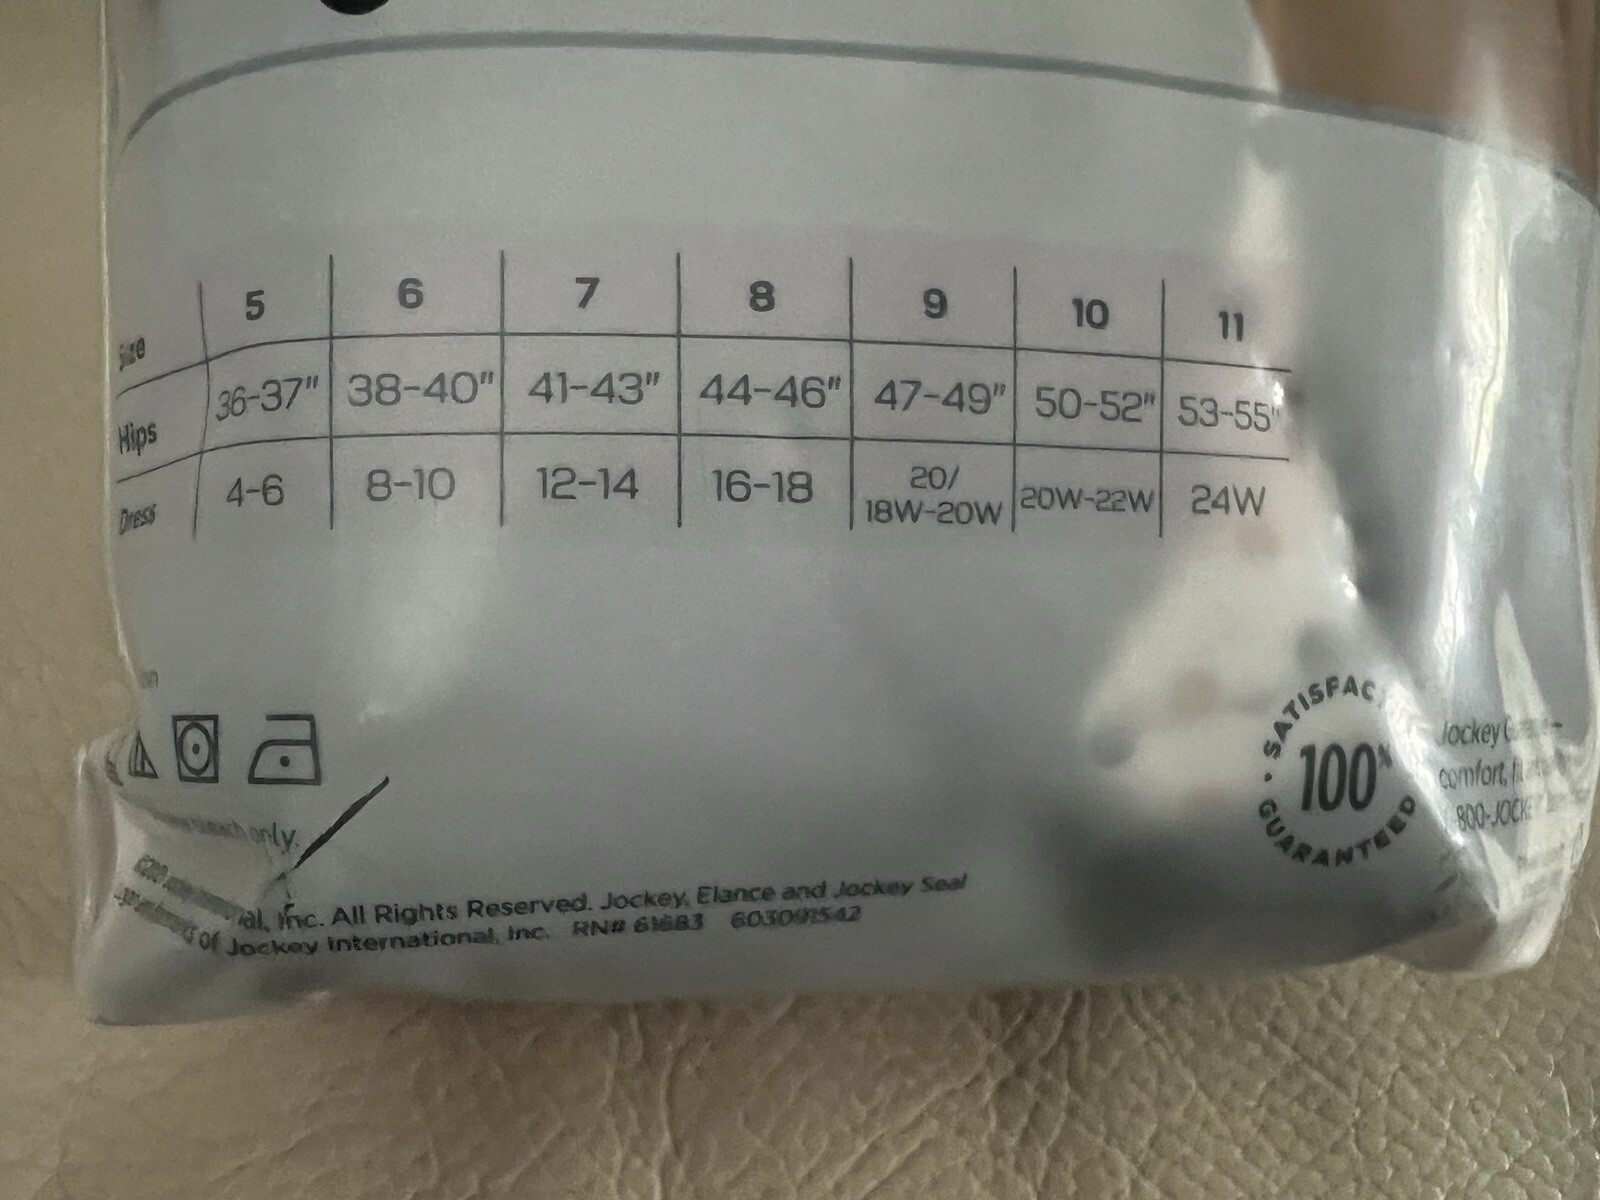 Size 5 6 7 8 9 10 11
Hips 36-37" 38-40" 41-43" 44-46" 47-49" 50-52" 53-55"
Dress 4-6 8-10 12-14 16-18 20/ 18W-20W 20W-22W 24W
only.
Inc. All Rights Reserved. Jockey, Elance and Jockey Seal
of Jockey International, Inc. RN# 61683 603091542
SATISFAC
100%
GUARANTEED
Jockey
comfort,